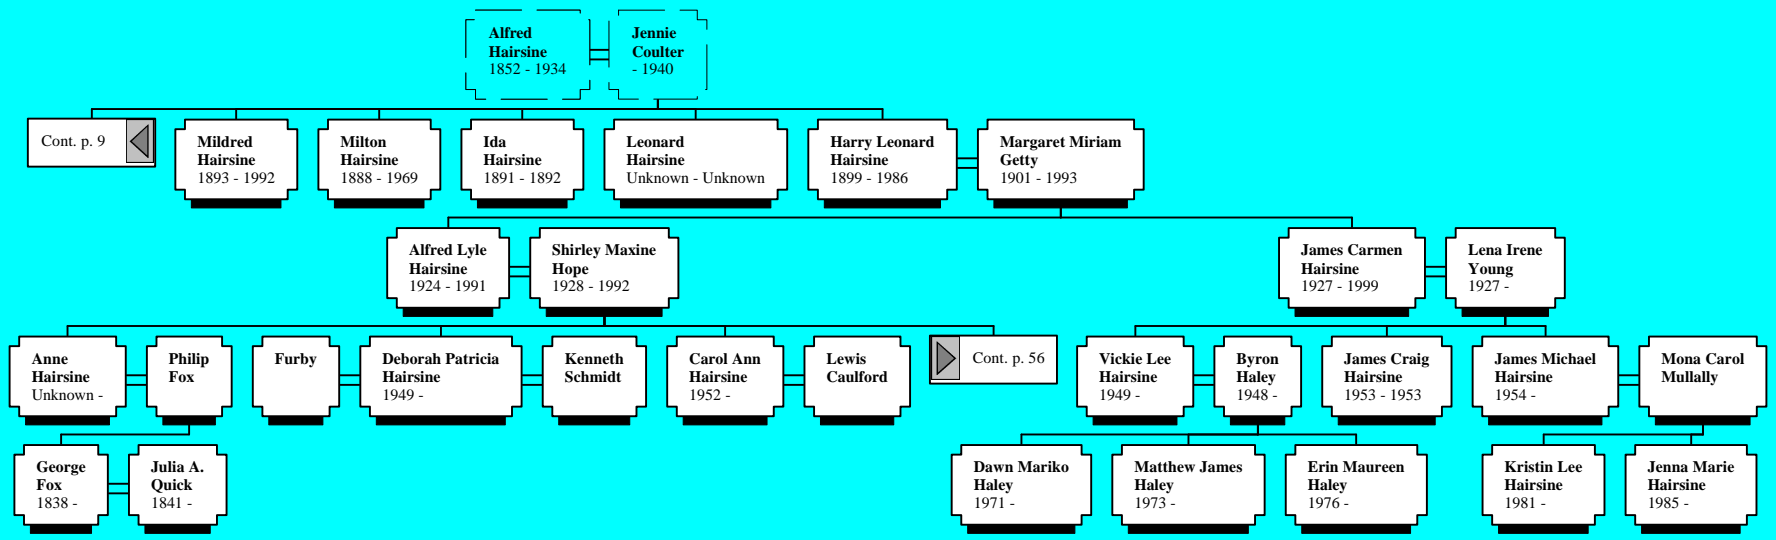 Alfred
Hairsine
1852 - 1934
Jennie
Coulter
- 1940
Cont. p. 9
Mildred
Hairsine
1893 - 1992
Milton
Hairsine
1888 - 1969
Ida
Hairsine
1891 - 1892
Leonard
Hairsine
Unknown - Unknown
Harry Leonard
Hairsine
1899 - 1986
Margaret Miriam
Getty
1901 - 1993
Alfred Lyle
Hairsine
1924 - 1991
Shirley Maxine
Hope
1928 - 1992
James Carmen
Hairsine
1927 - 1999
Lena Irene
Young
1927 -
Anne
Hairsine
Unknown -
Philip
Fox
Furby
Deborah Patricia
Hairsine
1949 -
Kenneth
Schmidt
Carol Ann
Hairsine
1952 -
Lewis
Caulford
Cont. p. 56
Vickie Lee
Hairsine
1949 -
Byron
Haley
1948 -
James Craig
Hairsine
1953 - 1953
James Michael
Hairsine
1954 -
Mona Carol
Mullally
George
Fox
1838 -
Julia A.
Quick
1841 -
Dawn Mariko
Haley
1971 -
Matthew James
Haley
1973 -
Erin Maureen
Haley
1976 -
Kristin Lee
Hairsine
1981 -
Jenna Marie
Hairsine
1985 -